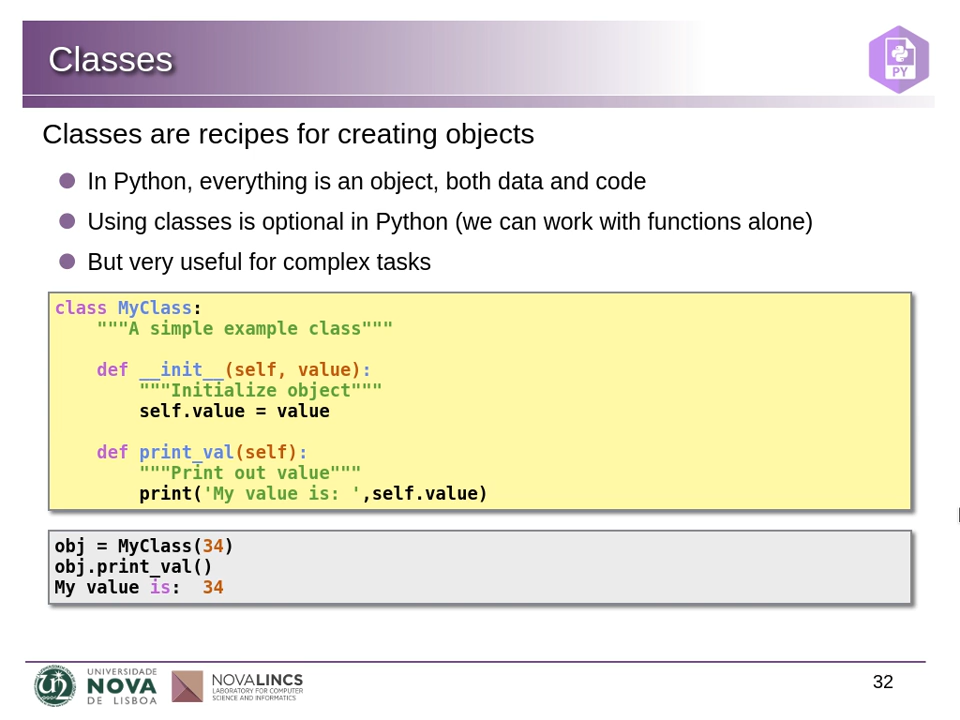 Classes
PY
Classes are recipes for creating objects
In Python, everything is an object, both data and code
Using classes is optional in Python (we can work with functions alone)
But very useful for complex tasks
class MyClass:
    """A simple example class"""
    def __init__(self, value):
        """Initialize object"""
        self.value = value
    def print_val(self):
        """Print out value"""
        print('My value is: ',self.value)
obj = MyClass(34)
obj.print_val()
My value is:  34
UNIVERSIDADE
NOVA
DE LISBOA
NOVALINCS
LABORATORY FOR COMPUTER
SCIENCE AND INFORMATICS
32